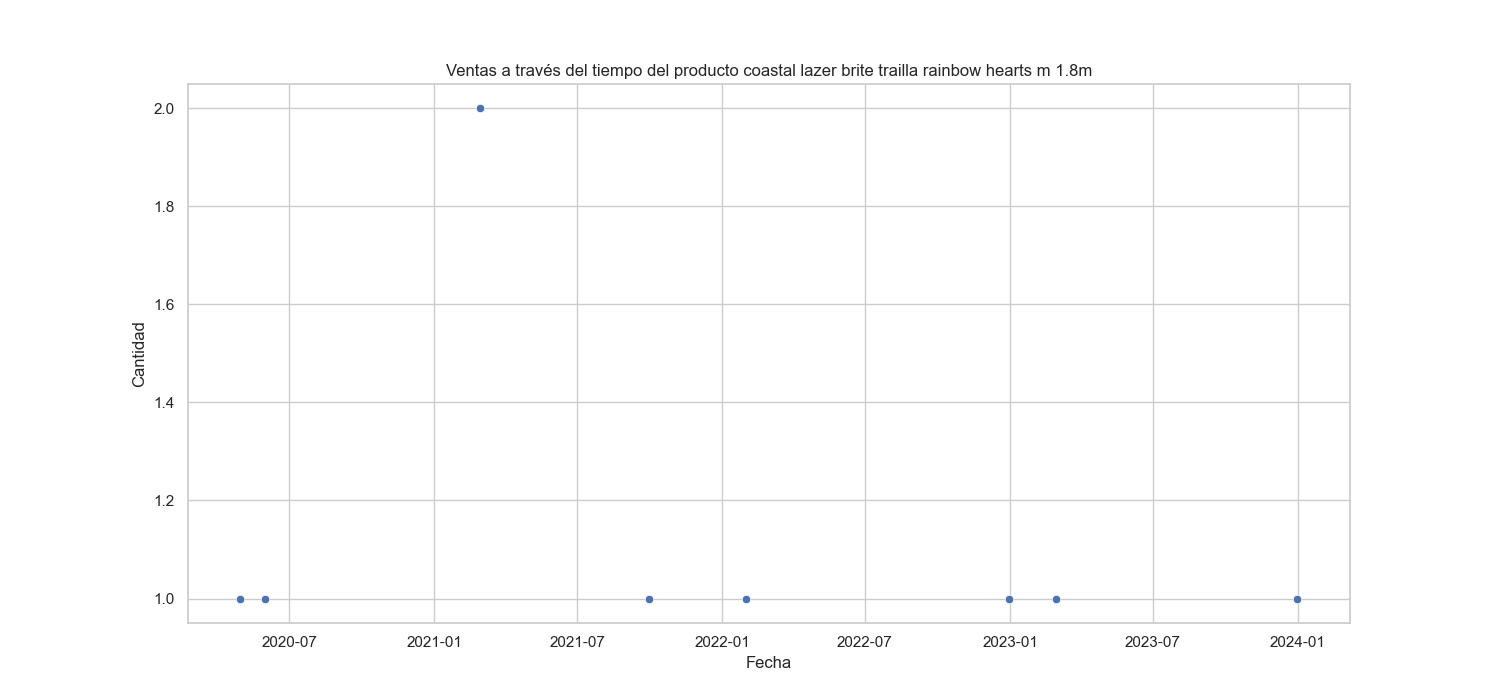 Ventas a través del tiempo del producto coastal lazer brite trailla rainbow hearts m 1.8m
2.0
1.8
1.6
1.4
1.2
1.0
Cantidad
2020-07 2021-01 2021-07 2022-01 2022-07 2023-01 2023-07 2024-01
Fecha